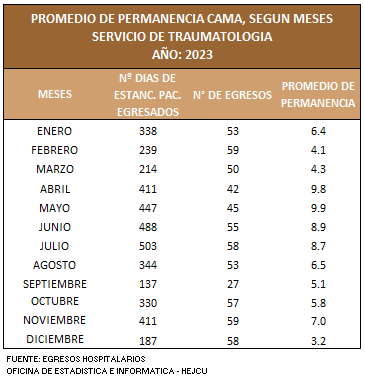 PROMEDIO DE PERMANENCIA CAMA, SEGUN MESES
SERVICIO DE TRAUMATOLOGIA
AÑO: 2023
MESES Nº DIAS DE ESTANC. PAC. EGRESADOS N° DE EGRESOS PROMEDIO DE PERMANENCIA
ENERO 338 53 6.4
FEBRERO 239 59 4.1
MARZO 214 50 4.3
ABRIL 411 42 9.8
MAYO 447 45 9.9
JUNIO 488 55 8.9
JULIO 503 58 8.7
AGOSTO 344 53 6.5
SEPTIEMBRE 137 27 5.1
OCTUBRE 330 57 5.8
NOVIEMBRE 411 59 7.0
DICIEMBRE 187 58 3.2
FUENTE: EGRESOS HOSPITALARIOS
OFICINA DE ESTADISTICA E INFORMATICA - HEJCU